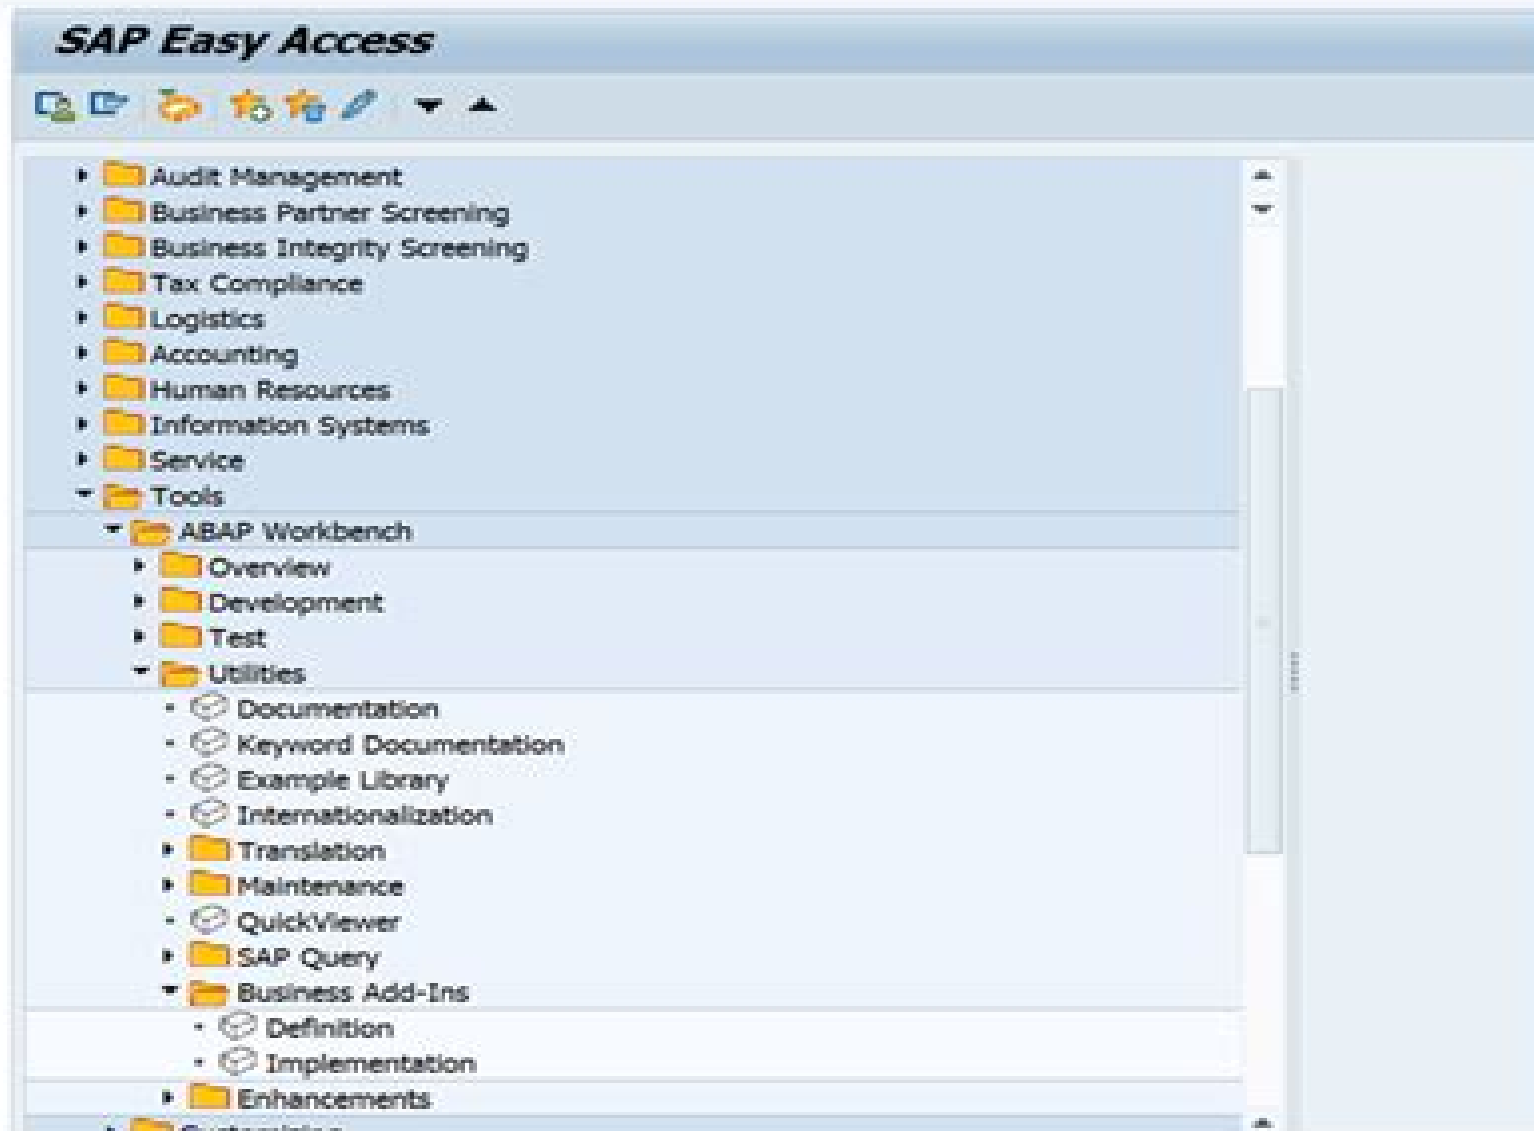 SAP Easy Access
Audit Management
Business Partner Screening
Business Integrity Screening
Tax Compliance
Logistics
Accounting
Human Resources
Information Systems
Service
Tools
ABAP Workbench
Overview
Development
Test
Utilities
Documentation
Keyword Documentation
Example Library
Internationalization
Translation
Maintenance
QuickViewer
SAP Query
Business Add-Ins
Definition
Implementation
Enhancements